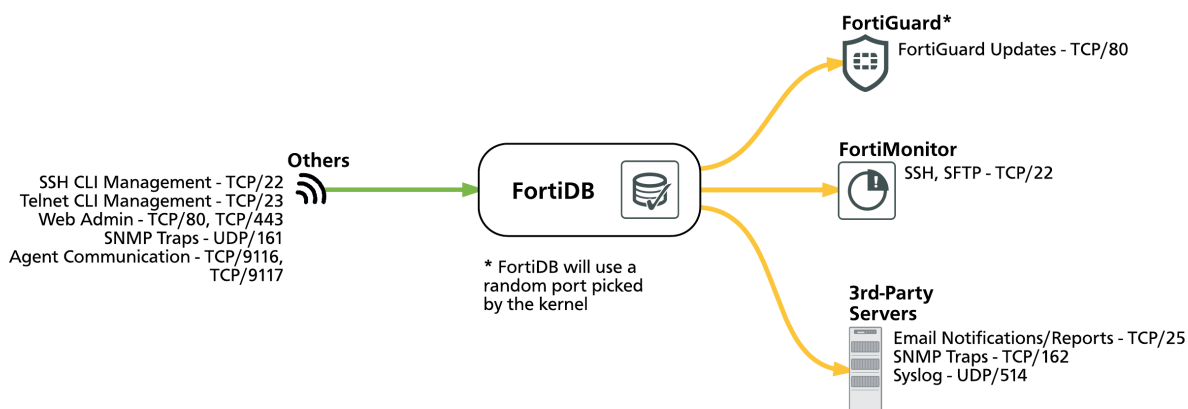 Others
SSH CLI Management - TCP/22
Telnet CLI Management - TCP/23
Web Admin - TCP/80, TCP/443
SNMP Traps - UDP/161
Agent Communication - TCP/9116,
TCP/9117
FortiDB
* FortiDB will use a
random port picked
by the kernel
FortiGuard*
FortiGuard Updates - TCP/80
FortiMonitor
SSH, SFTP - TCP/22
3rd-Party
Servers
Email Notifications/Reports - TCP/25
SNMP Traps - TCP/162
Syslog - UDP/514